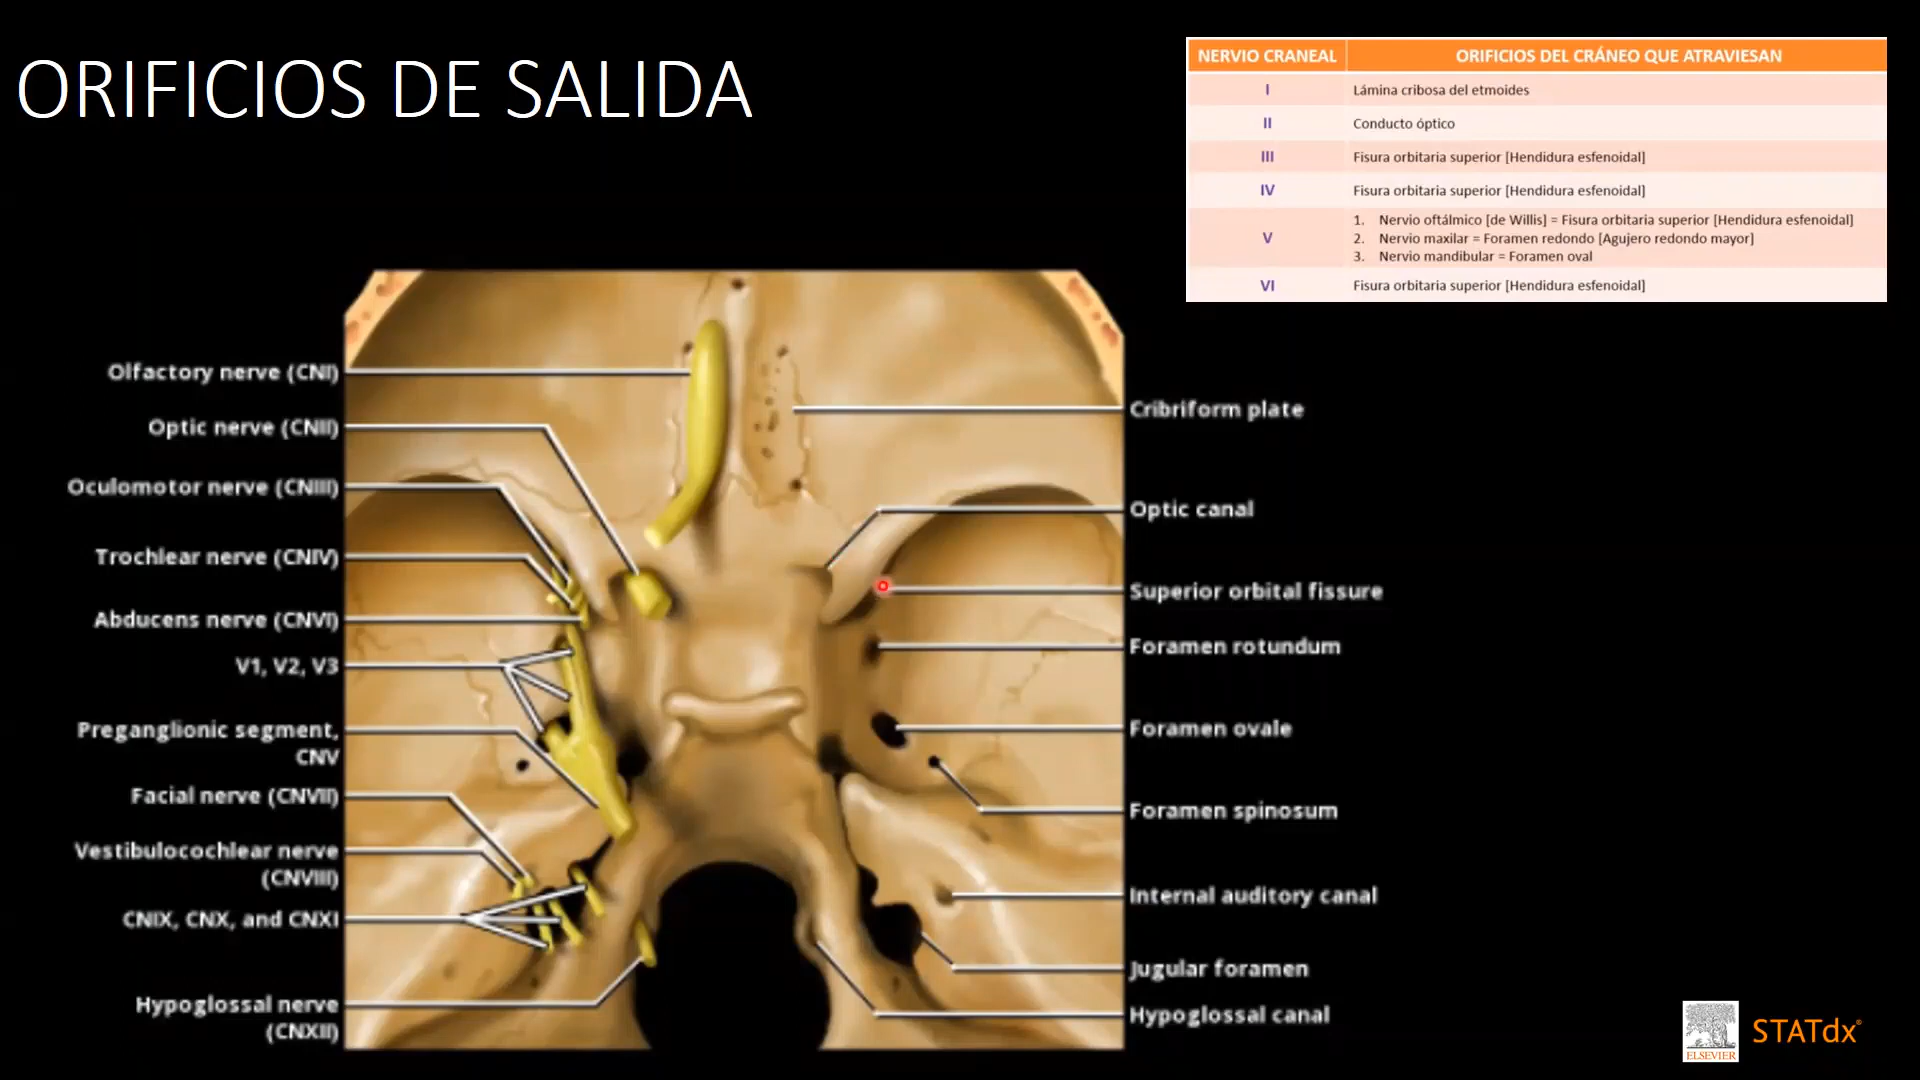 ORIFICIOS DE SALIDA
NERVIO CRANEAL ORIFICIOS DEL CRÁNEO QUE ATRAVIESAN
I Lámina cribosa del etmoides
II Conducto óptico
III Fisura orbitaria superior [Hendidura esfenoidal]
IV Fisura orbitaria superior [Hendidura esfenoidal]
V 1. Nervio oftálmico [de Willis] = Fisura orbitaria superior [Hendidura esfenoidal]
2. Nervio maxilar = Foramen redondo [Agujero redondo mayor]
3. Nervio mandibular = Foramen oval
VI Fisura orbitaria superior [Hendidura esfenoidal]
Olfactory nerve (CNI)
Optic nerve (CNII)
Oculomotor nerve (CNIII)
Trochlear nerve (CNIV)
Abducens nerve (CNVI)
V1, V2, V3
Preganglionic segment,
CNV
Facial nerve (CNVII)
Vestibulocochlear nerve
(CNVIII)
CNIX, CNX, and CNXI
Hypoglossal nerve
(CNXII)
Cribriform plate
Optic canal
Superior orbital fissure
Foramen rotundum
Foramen ovale
Foramen spinosum
Internal auditory canal
Jugular foramen
Hypoglossal canal
ELSEVIER
STATdx®